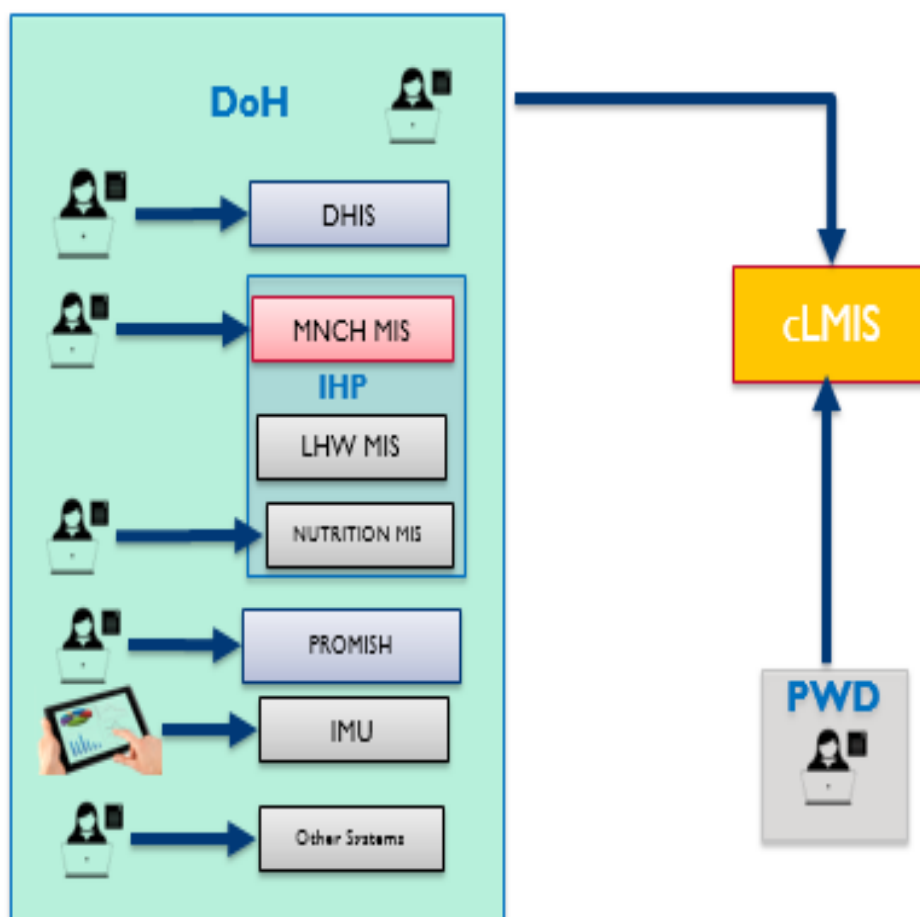 DoH
DHIS
MNCH MIS
IHP
LHW MIS
NUTRITION MIS
PROMISH
IMU
Other Systems
cLMIS
PWD